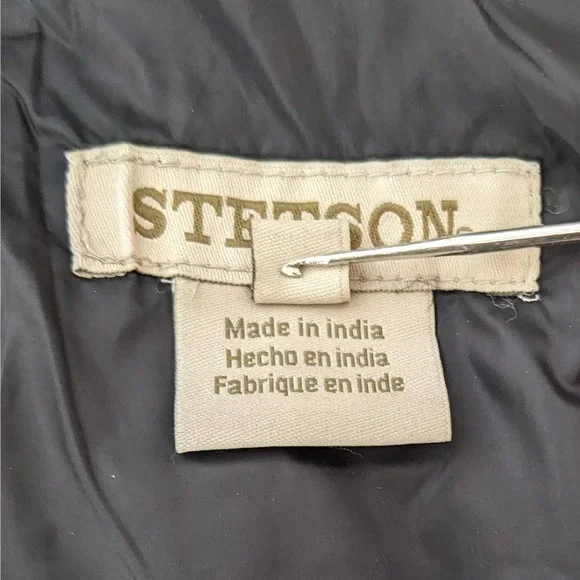 STETSON
Made in india
Hecho en india
Fabrique en inde